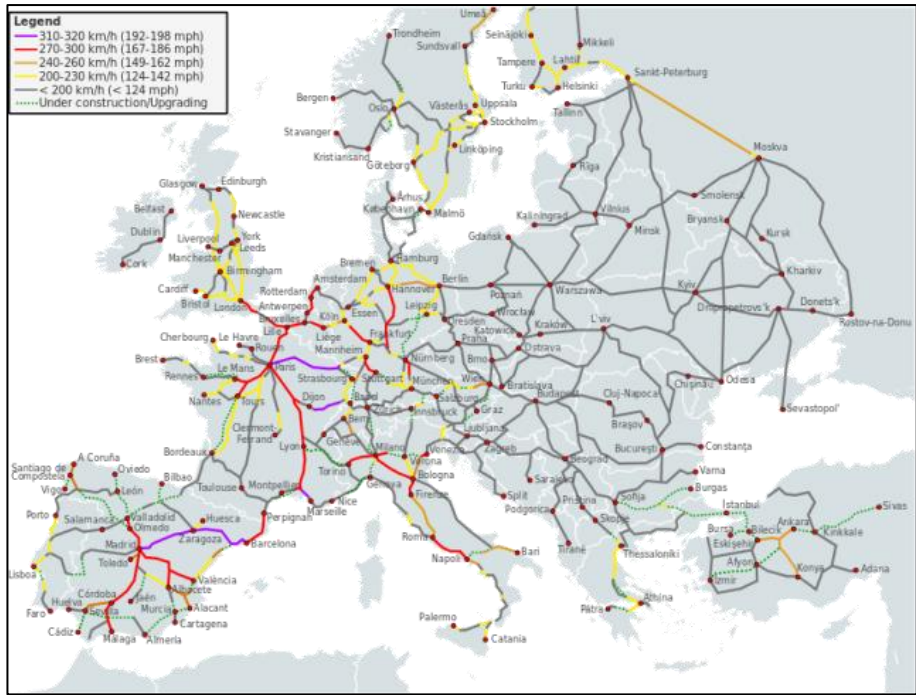 Legend
310-320 km/h (192-198 mph)
270-300 km/h (167-186 mph)
240-260 km/h (149-162 mph)
200-230 km/h (124-142 mph)
< 200 km/h (< 124 mph)
Under construction/Upgrading
Umeå
Trondheim
Sundsvall
Seinäjoki
Mikkeli
Tampere
Lahti
Sankt-Peterburg
Turku
Helsinki
Bergen
Oslo
Västerås
Uppsala
Tallinn
Stockholm
Stavanger
Kristiansand
Linköping
Göteborg
Moskva
Rīga
Glasgow
Edinburgh
Århus
Smolensk
København
Malmö
Kaliningrad
Vilnius
Bryansk
Belfast
Newcastle
Minsk
Dublin
Liverpool
York
Leeds
Gdańsk
Kursk
Manchester
Bremen
Hamburg
Cork
Birmingham
Amsterdam
Hannover
Berlin
Kharkiv
Cardiff
Rotterdam
Poznań
Warszawa
Kyiv
Bristol
London
Antwerpen
Essen
Leipzig
Bruxelles
Köln
Wrocław
Donets'k
Lille
Dresden
L'viv
Rostov-na-Donu
Cherbourg
Le Havre
Liège
Frankfurt
Katowice
Kraków
Rouen
Mannheim
Praha
Ostrava
Brest
Le Mans
Paris
Nürnberg
Brno
Rennes
Strasbourg
Stuttgart
München
Wien
Chușinău
Odesa
Nantes
Tours
Dijon
Basel
Zürich
Salzburg
Bratislava
Budapest
Cluj-Napoca
Bern
Innsbruck
Graz
Sevastopol'
Clermont-
Ferrand
Genève
Ljubljana
Brașov
Bordeaux
Lyon
Milano
Venezia
Zagreb
București
Constanța
A Coruña
Torino
Verona
Beograd
Santiago de
Compostela
Oviedo
Bilbao
Toulouse
Montpellier
Genova
Bologna
Sarajevo
Varna
Vigo
León
Nice
Firenze
Split
Pristina
Sofija
Burgas
Marseille
Podgorica
Porto
Valladolid
Huesca
Perpignan
Skopje
İstanbul
Sivas
Salamanca
Olmedo
Roma
Bursa
Bilecik
Ankara
Kırıkkale
Zaragoza
Barcelona
Bari
Tiranë
Eskişehir
Madrid
Napoli
Thessaloniki
Toledo
Afyon
Konya
Adana
Lisboa
València
İzmir
Albacete
Córdoba
Jaén
Alacant
Athína
Faro
Huelva
Sevilla
Murcia
Palermo
Pátra
Cartagena
Cádiz
Málaga
Almería
Catania